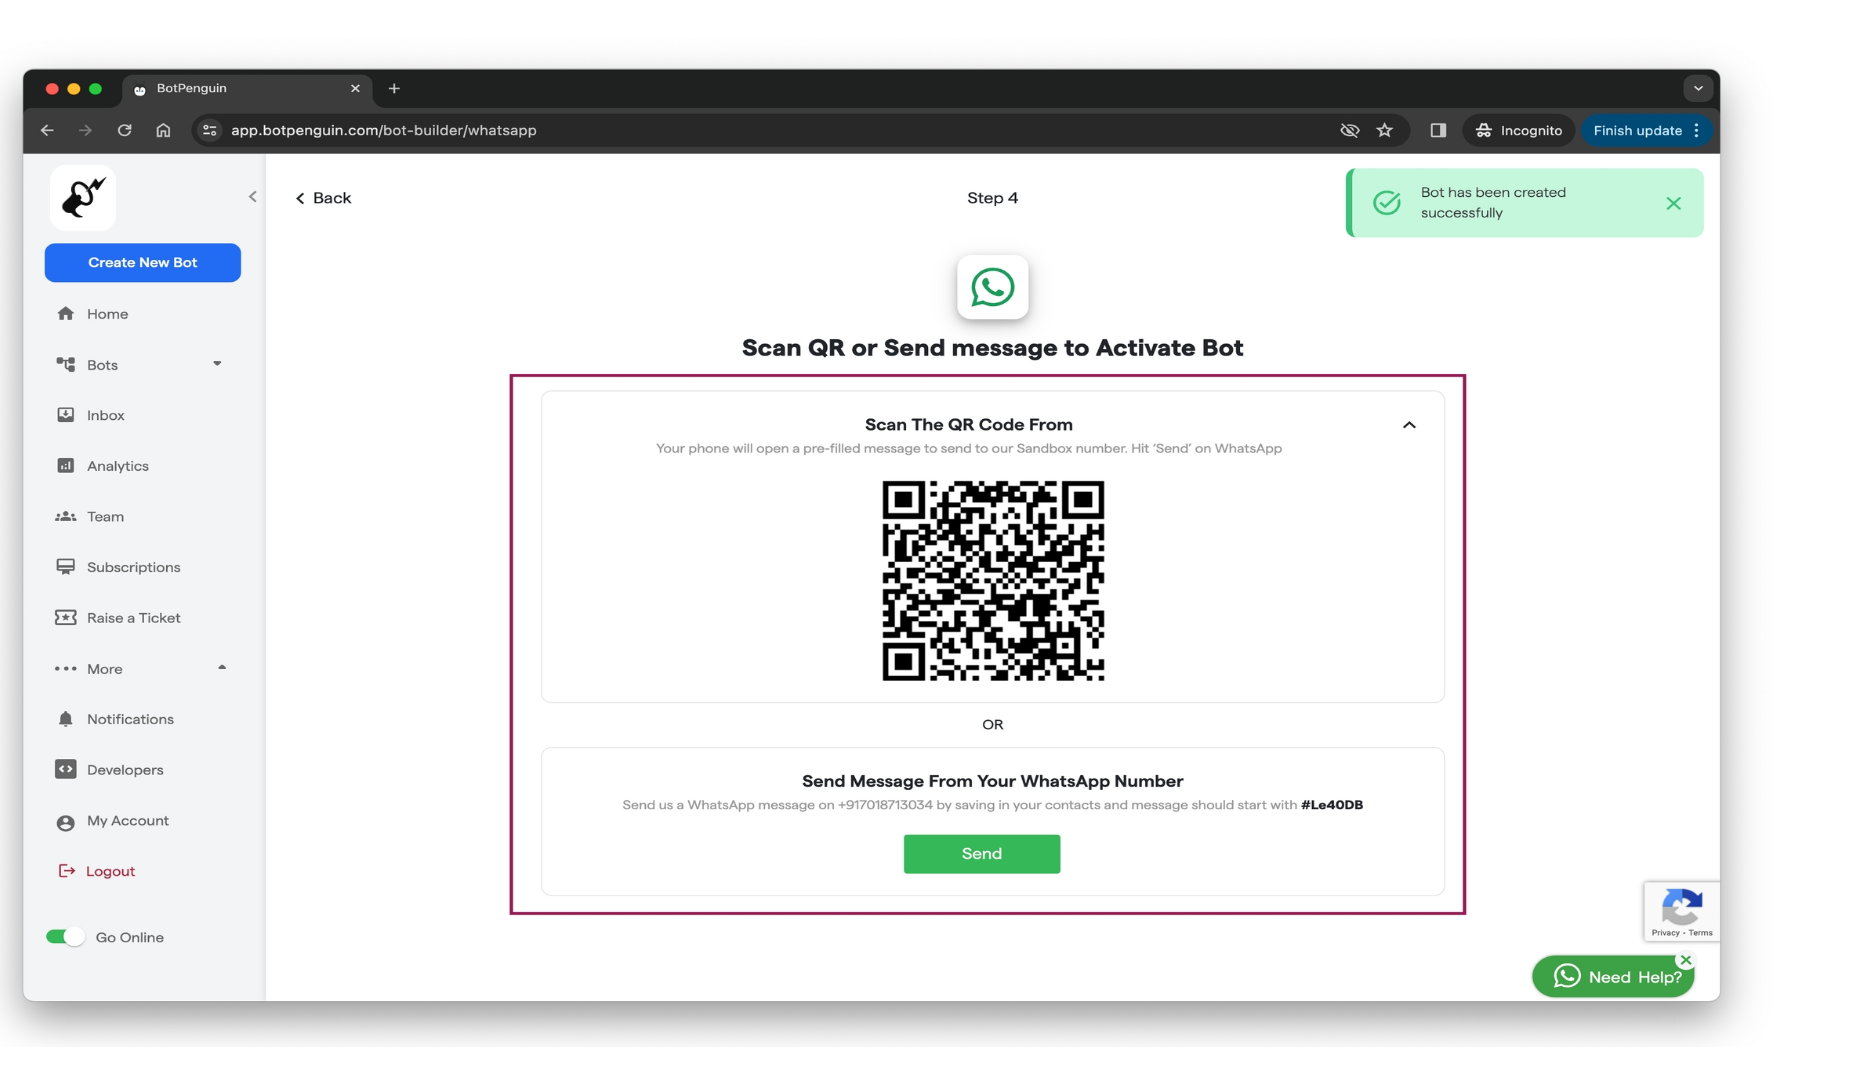 BotPenguin
app.botpenguin.com/bot-builder/whatsapp
Incognito
Finish update
Back
Step 4
Bot has been created
successfully
Create New Bot
Home
Bots
Inbox
Analytics
Team
Subscriptions
Raise a Ticket
More
Notifications
Developers
My Account
Logout
Go Online
Scan QR or Send message to Activate Bot
Scan The QR Code From
Your phone will open a pre-filled message to send to our Sandbox number. Hit ‘Send’ on WhatsApp
OR
Send Message From Your WhatsApp Number
Send us a WhatsApp message on +917018713034 by saving in your contacts and message should start with #Le40DB
Send
Privacy - Terms
Need Help?